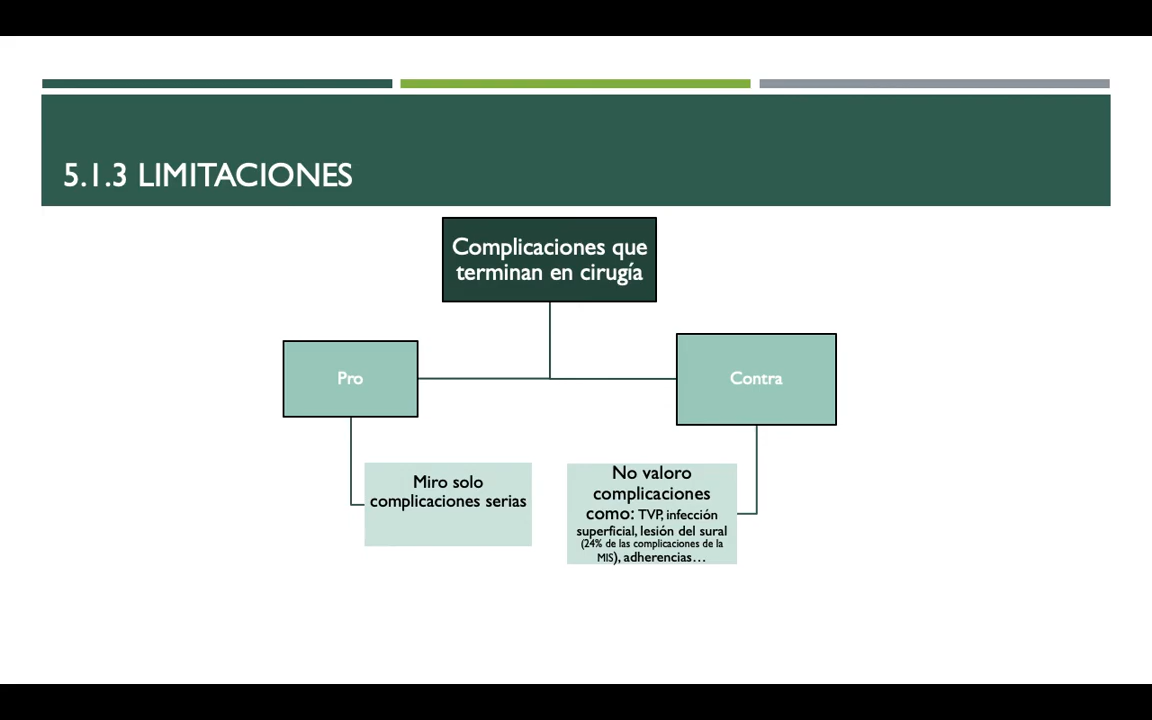 5.1.3 LIMITACIONES
Complicaciones que
terminan en cirugía
Pro
Contra
Miro solo
complicaciones serias
No valoro
complicaciones
como: TVP, infección
superficial, lesión del sural
(24% de las complicaciones de la
MIS), adherencias…